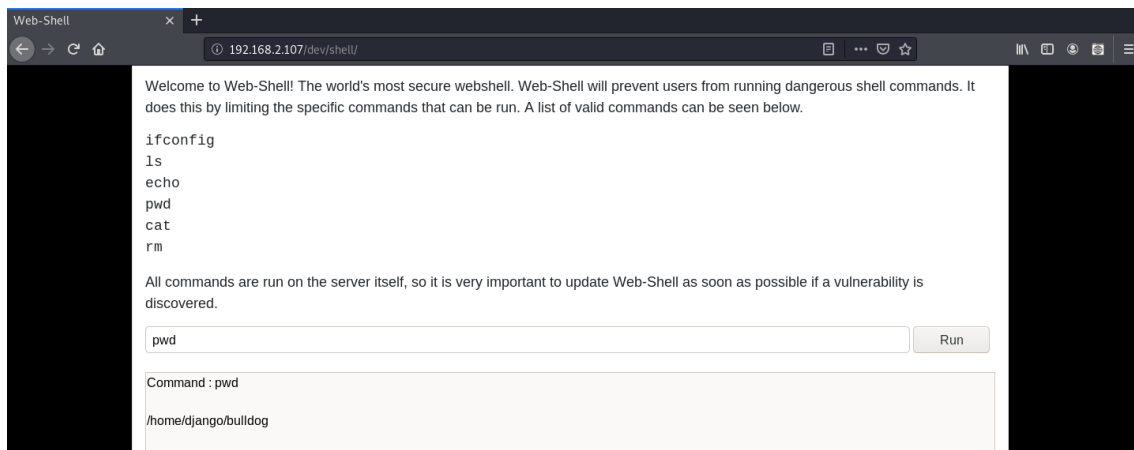 Web-Shell
192.168.2.107/dev/shell/
Welcome to Web-Shell! The world's most secure webshell. Web-Shell will prevent users from running dangerous shell commands. It
does this by limiting the specific commands that can be run. A list of valid commands can be seen below.
ifconfig
ls
echo
pwd
cat
rm
All commands are run on the server itself, so it is very important to update Web-Shell as soon as possible if a vulnerability is
discovered.
pwd Run
Command : pwd
/home/django/bulldog